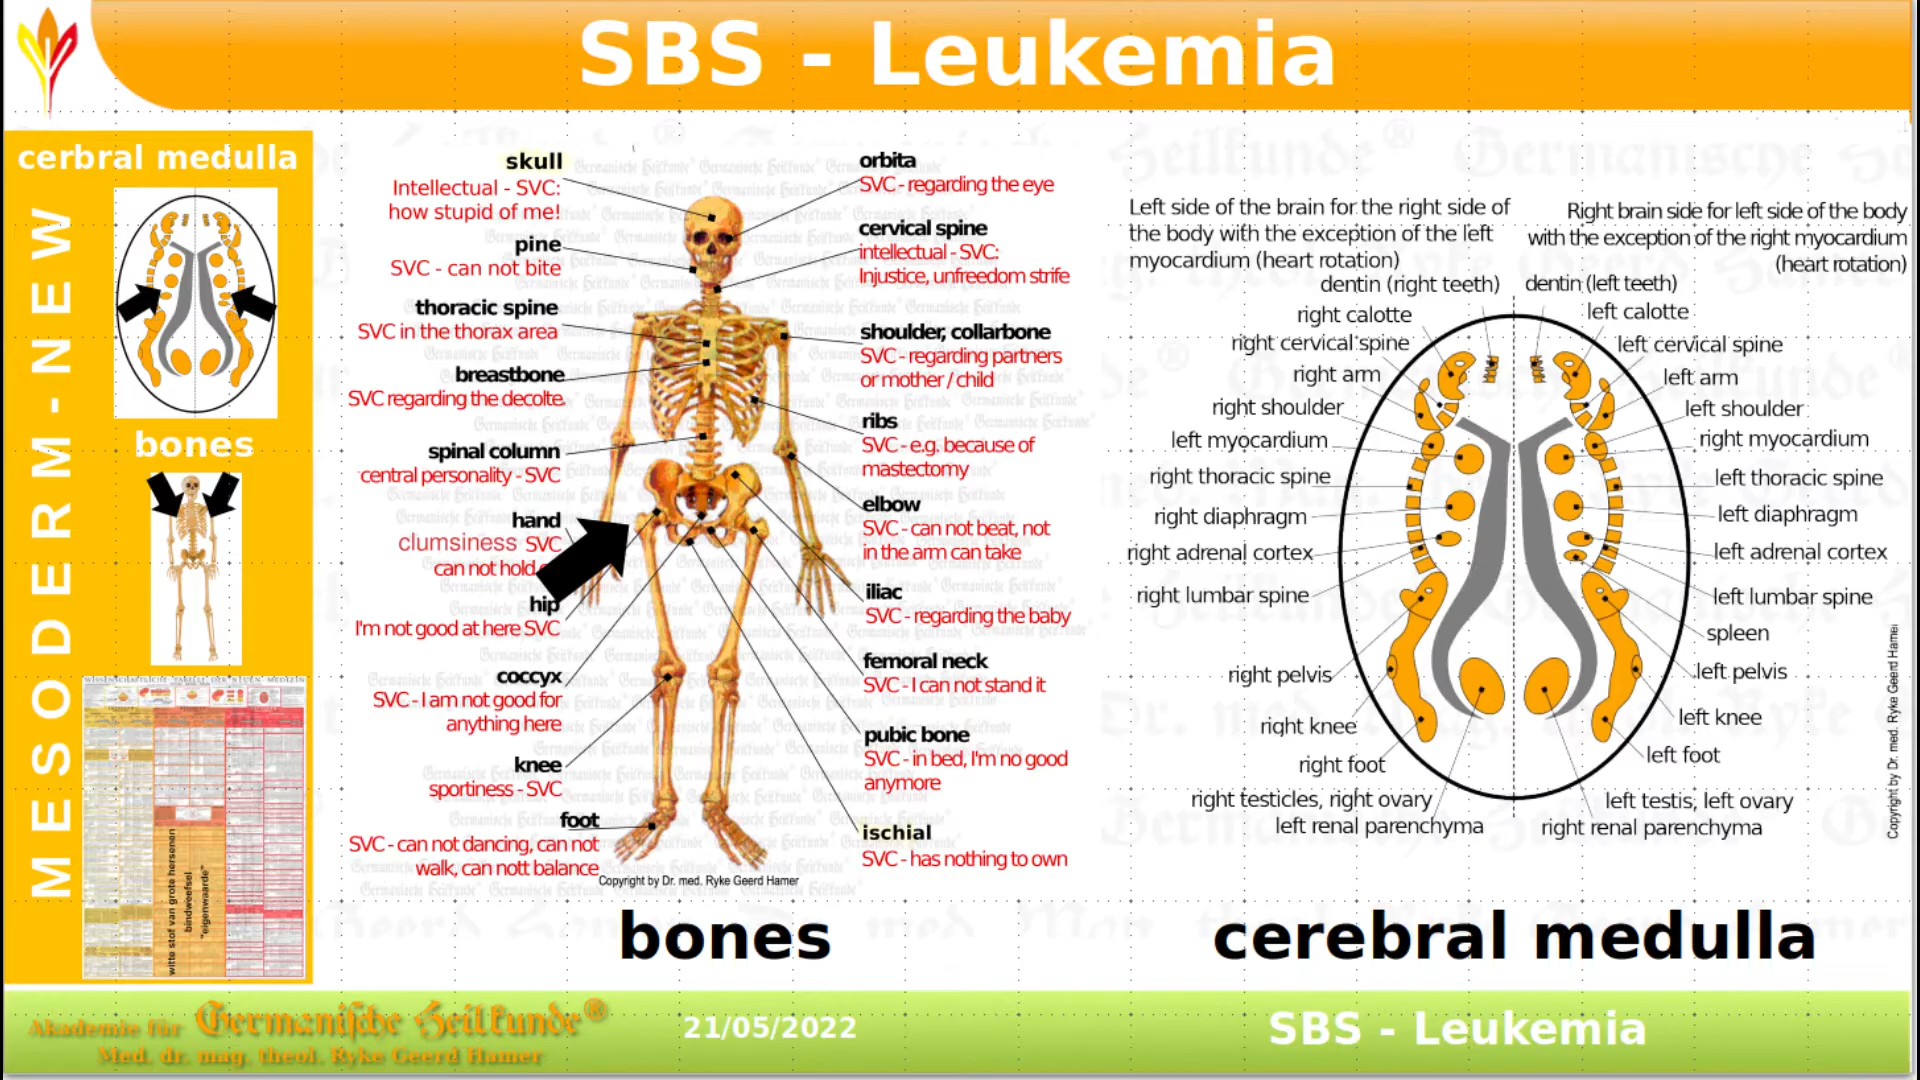 SBS - Leukemia
cerbral medulla
bones
MESODERM-NEW
witte stof van grote hersenen
bindweefsel
"eigenwaarde"
skull
Intellectual - SVC:
how stupid of me!
pine
SVC - can not bite
thoracic spine
SVC in the thorax area
breastbone
SVC regarding the decolte.
spinal column
central personality - SVC
hand
clumsiness SVC
can not hold
hip
I'm not good at here SVC
coccyx
SVC - I am not good for
anything here
knee
sportiness - SVC
foot
SVC - can not dancing, can not
walk, can nott balance
orbita
SVC - regarding the eye
cervical spine
intellectual - SVC:
Injustice, unfreedom strife
shoulder, collarbone
SVC - regarding partners
or mother / child
ribs
SVC - e.g. because of
mastectomy
elbow
SVC - can not beat, not
in the arm can take
iliac
SVC - regarding the baby
femoral neck
SVC - I can not stand it
pubic bone
SVC - in bed, I'm no good
anymore
ischial
SVC - has nothing to own
Copyright by Dr. med. Ryke Geerd Hamer
bones
Left side of the brain for the right side of
the body with the exception of the left
myocardium (heart rotation)
Right brain side for left side of the body
with the exception of the right myocardium
(heart rotation)
dentin (right teeth)
right calotte
right cervical spine
right arm
right shoulder
left myocardium
right thoracic spine
right diaphragm
right adrenal cortex
right lumbar spine
right pelvis
right knee
right foot
right testicles, right ovary
left renal parenchyma
dentin (left teeth)
left calotte
left cervical spine
left arm
left shoulder
right myocardium
left thoracic spine
left diaphragm
left adrenal cortex
left lumbar spine
spleen
left pelvis
left knee
left foot
left testis, left ovary
right renal parenchyma
Copyright by Dr. med. Ryke Geerd Hamer
cerebral medulla
Akademie für Germanische Heilkunde®
Med. dr. mag. theol. Ryke Geerd Hamer
21/05/2022
SBS - Leukemia